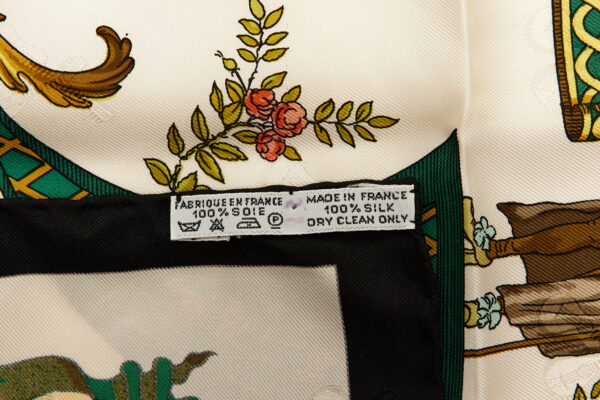 FABRIQUE EN FRANCE
100% SOIE
MADE IN FRANCE
100% SILK
DRY CLEAN ONLY